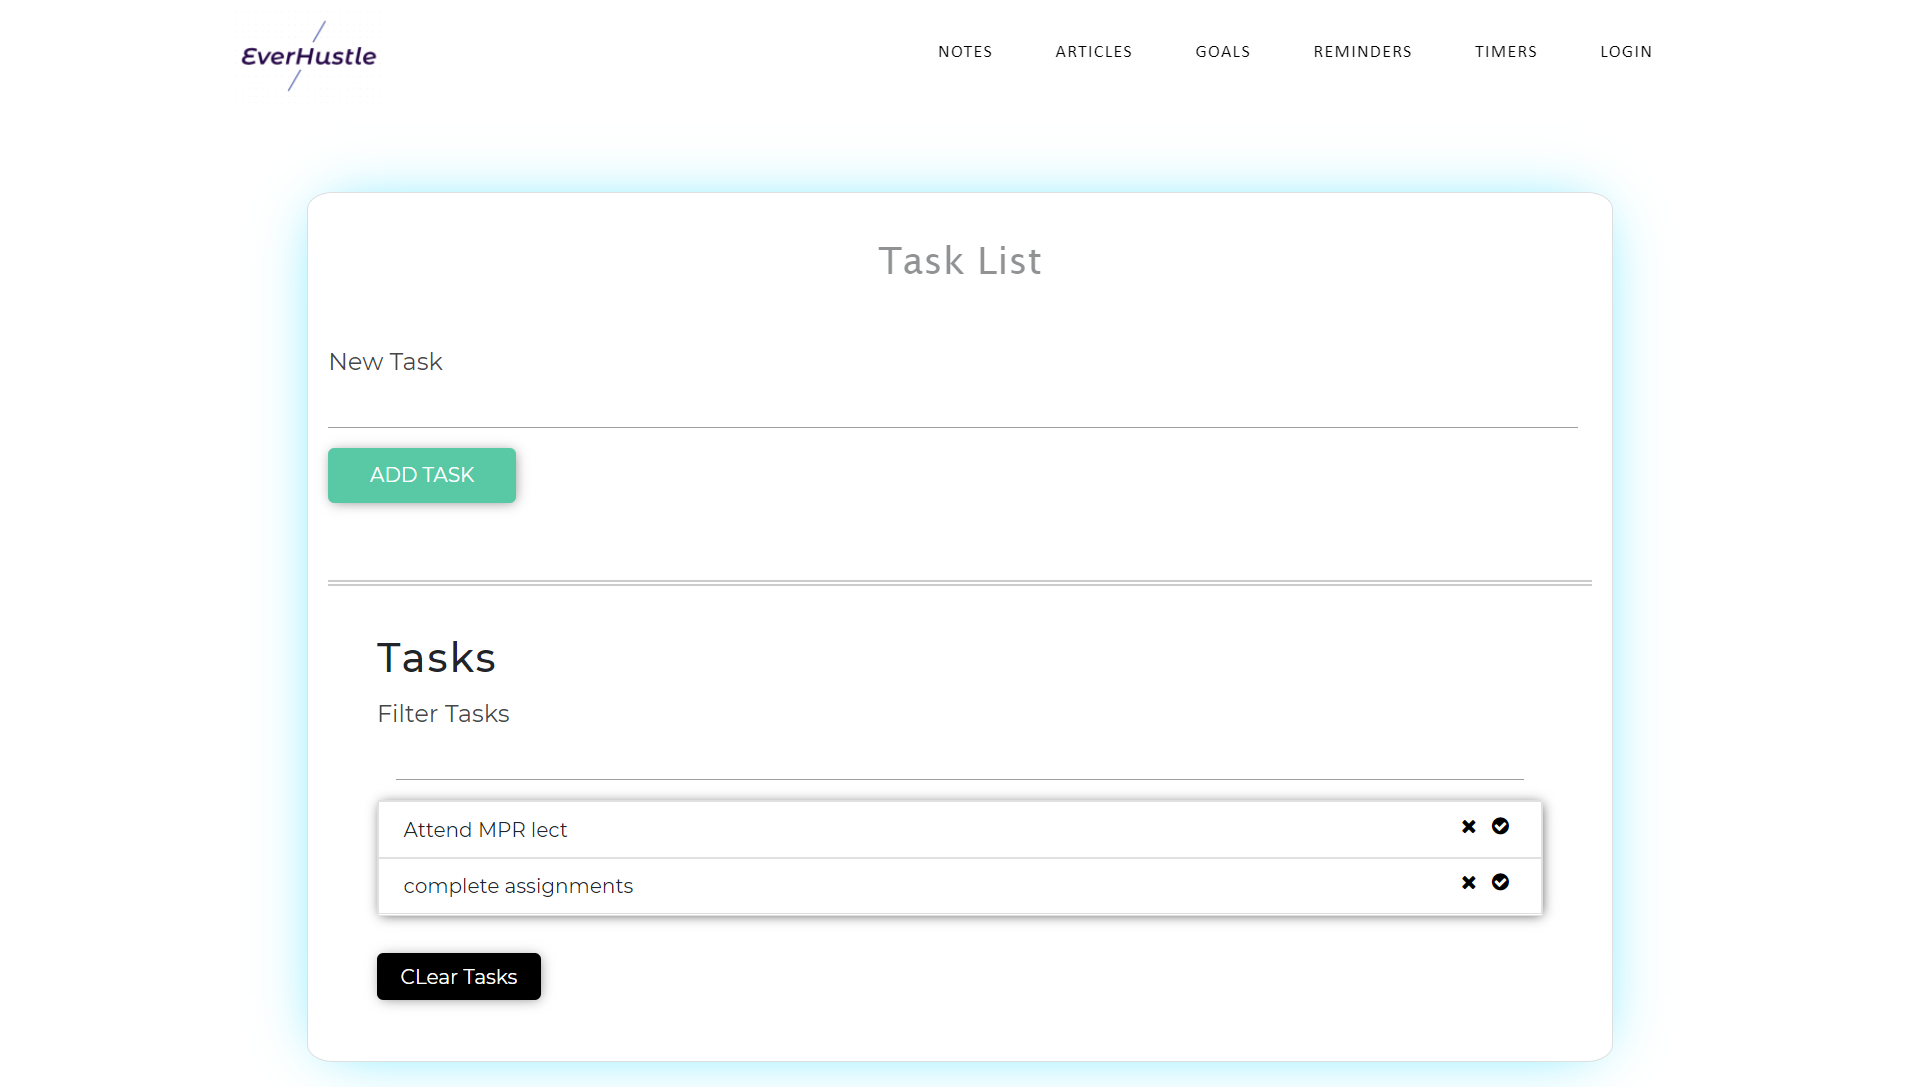 EverHustle
NOTES ARTICLES GOALS REMINDERS TIMERS LOGIN
Task List
New Task
ADD TASK
Tasks
Filter Tasks
Attend MPR lect
complete assignments
CLear Tasks